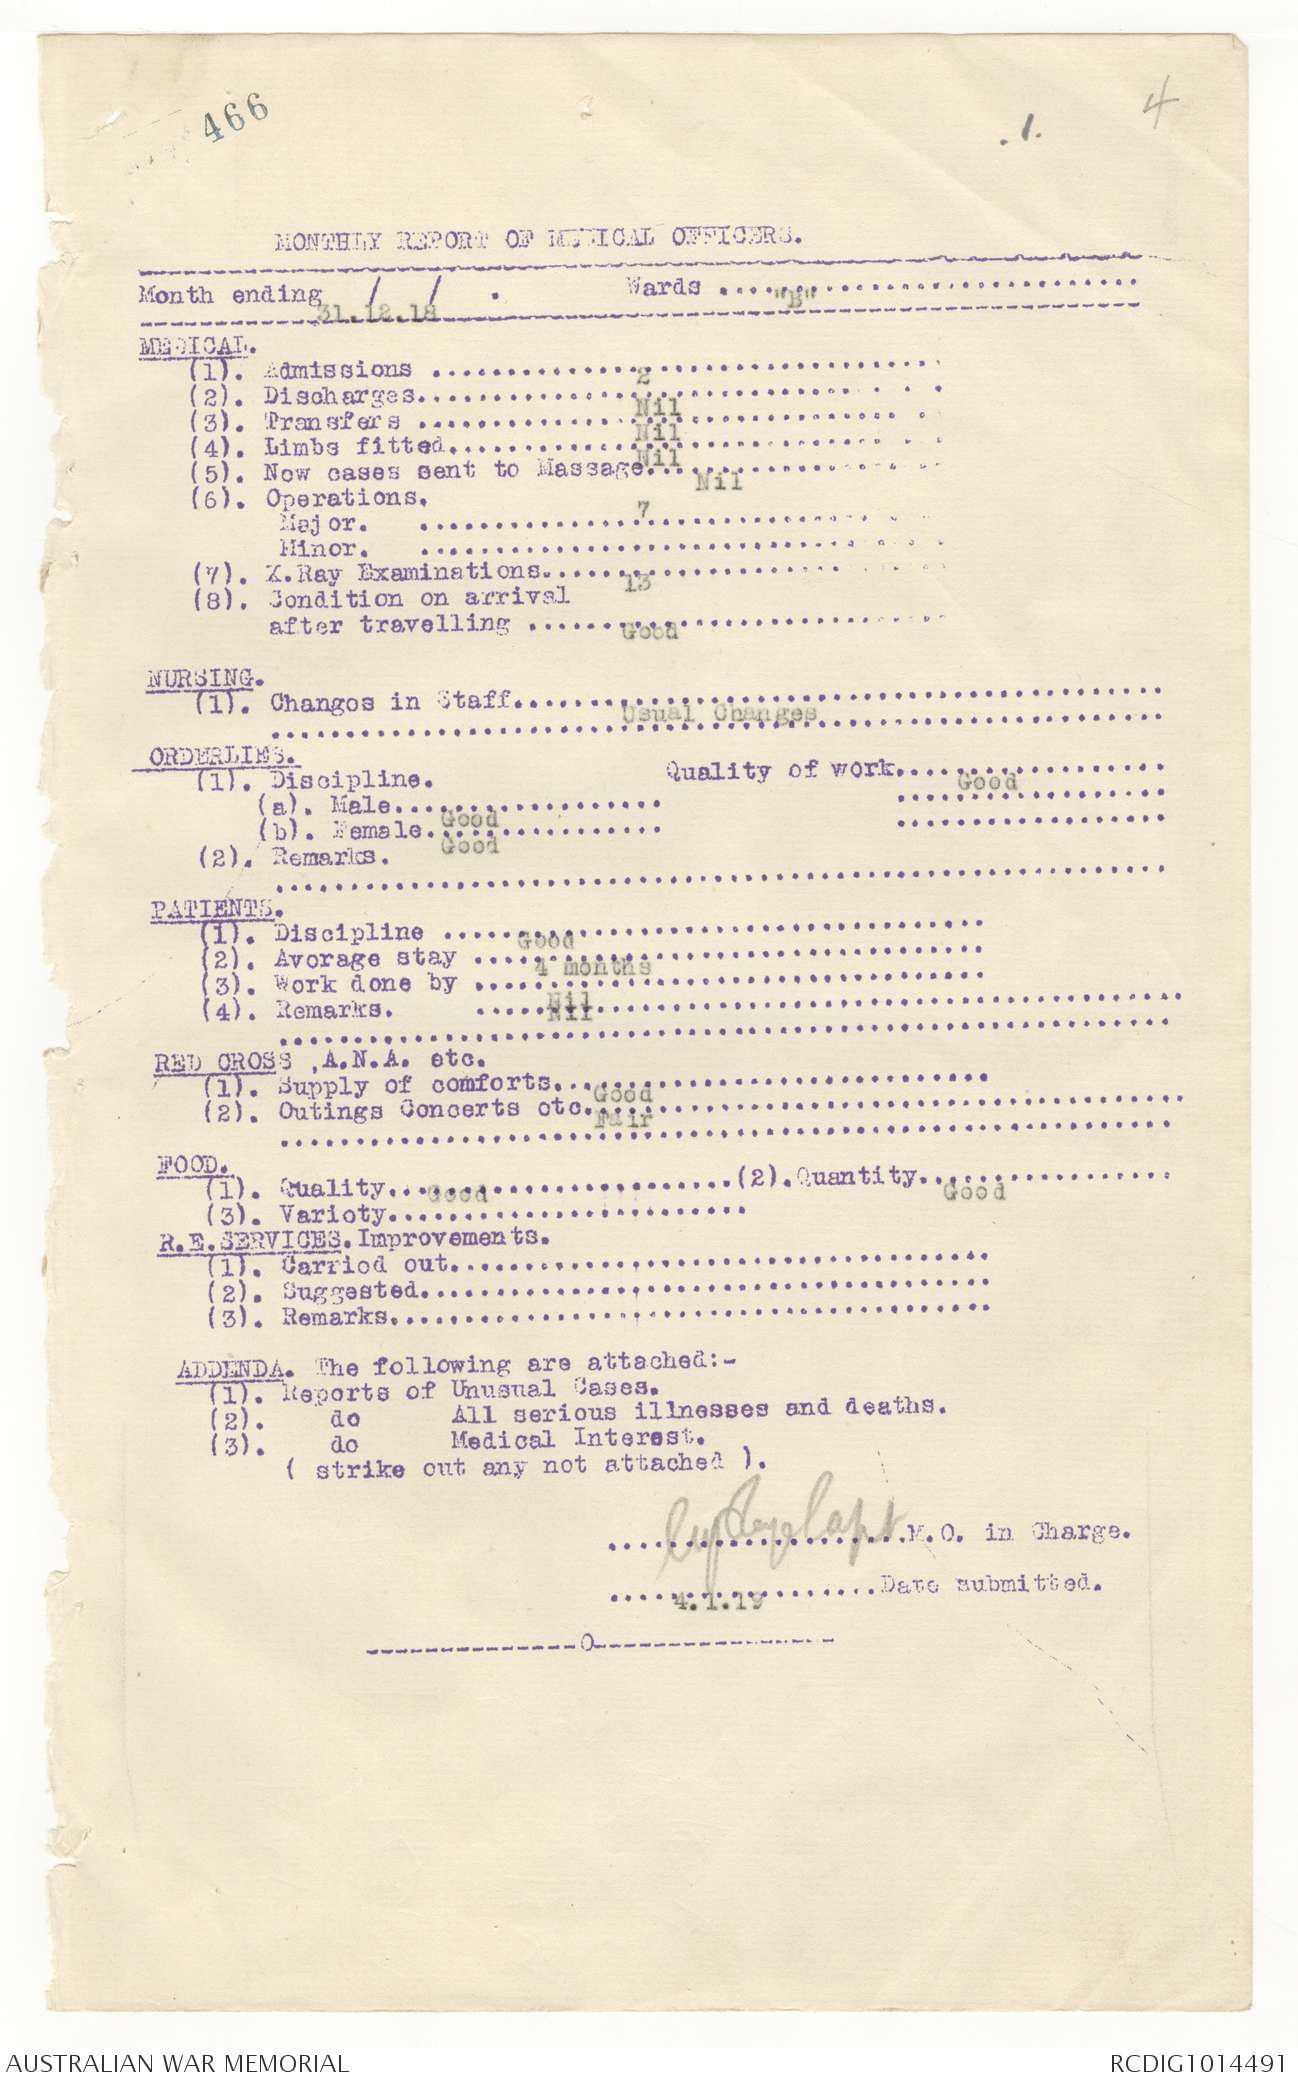 466
.1.
4
MONTHLY REPORT OF MEDICAL OFFICERS.
Month ending 31/.12/.18. Wards ...."B"......................
MEDICAL.
(1). Admissions ................2..................
(2). Discharges.................Nil.................
(3). Transfers .................Nil.................
(4). Limbs fitted...............Nil.................
(5). New cases sent to Massage....Nil................
(6). Operations.
Major. ..................7...................
Minor. .....................................
(7). X.Ray Examinations......13.....................
(8). Condition on arrival
after travelling .......Good..................
NURSING.
(1). Changes in Staff........Usual Changes...........................
............................................................
ORDERLIES.
(1). Discipline. Quality of work.....Good..........
(a). Male....Good............. ..................
(b). Female..Good............. ..................
(2). Remarks.
............................................................
PATIENTS.
(1). Discipline .....Good...........................
(2). Average stay ....4 months......................
(3). Work done by .....Nil..........................
(4). Remarks. .....Nil........................................
............................................................
RED CROSS ,A.N.A. etc.
(1). Supply of comforts...Good......................
(2). Outings Concerts etc.Fair...................................
............................................................
FOOD.
(1). Quality...Good................(2).Quantity..Good...........
(3). Variety........................
R.E.SERVICES.Improvements.
(1). Carried out....................................
(2). Suggested......................................
(3). Remarks........................................
ADDENDA. The following are attached:-
(1). Reports of Unusual Cases.
(2). do All serious illnesses and deaths.
(3). do Medical Interest.
( strike out any not attached ).
.................... Capt M.O. in Charge.
.....4.1.19.........Date submitted.
---------------O----------------
AUSTRALIAN WAR MEMORIAL
RCDIG1014491